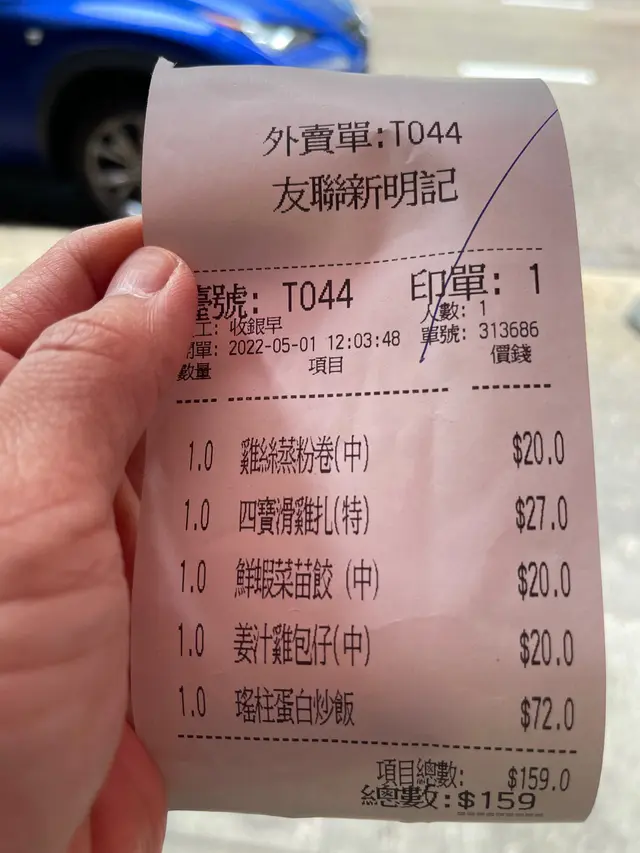 外賣單:T044
友聯新明記
臺號: T044 印單: 1
工: 收銀早 人數: 1
開單: 2022-05-01 12:03:48 單號: 313686
數量 項目 價錢
1.0 雞絲蒸粉卷(中) $20.0
1.0 四寶滑雞扎(特) $27.0
1.0 鮮蝦菜苗餃 (中) $20.0
1.0 姜汁雞包仔(中) $20.0
1.0 瑤柱蛋白炒飯 $72.0
項目總數: $159.0
總數:$159